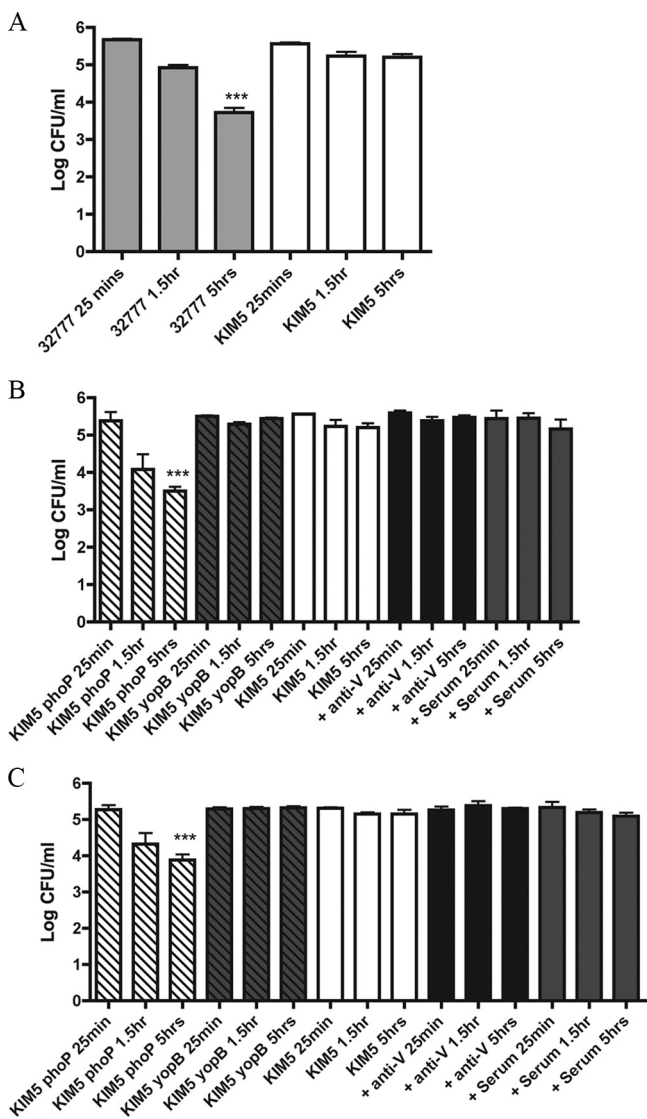 A
Log CFU/ml
6
5
4
3
2
1
0
***
32777 25 mins
32777 1.5hr
32777 5hrs
KIM5 25mins
KIM5 1.5hr
KIM5 5hrs
B
Log CFU/ml
6
5
4
3
2
1
0
***
KIM5 phoP 25min
KIM5 phoP 1.5hr
KIM5 phoP 5hrs
KIM5 yopB 25min
KIM5 yopB 1.5hr
KIM5 yopB 5hrs
KIM5 25min
KIM5 1.5hr
KIM5 5hrs
+ anti-V 25min
+ anti-V 1.5hr
+ anti-V 5hrs
+ Serum 25min
+ Serum 1.5hr
+ Serum 5hrs
C
Log CFU/ml
6
5
4
3
2
1
0
***
KIM5 phoP 25min
KIM5 phoP 1.5hr
KIM5 phoP 5hrs
KIM5 yopB 25min
KIM5 yopB 1.5hr
KIM5 yopB 5hrs
KIM5 25min
KIM5 1.5hr
KIM5 5hrs
+ anti-V 25min
+ anti-V 1.5hr
+ anti-V 5hrs
+ Serum 25min
+ Serum 1.5hr
+ Serum 5hrs